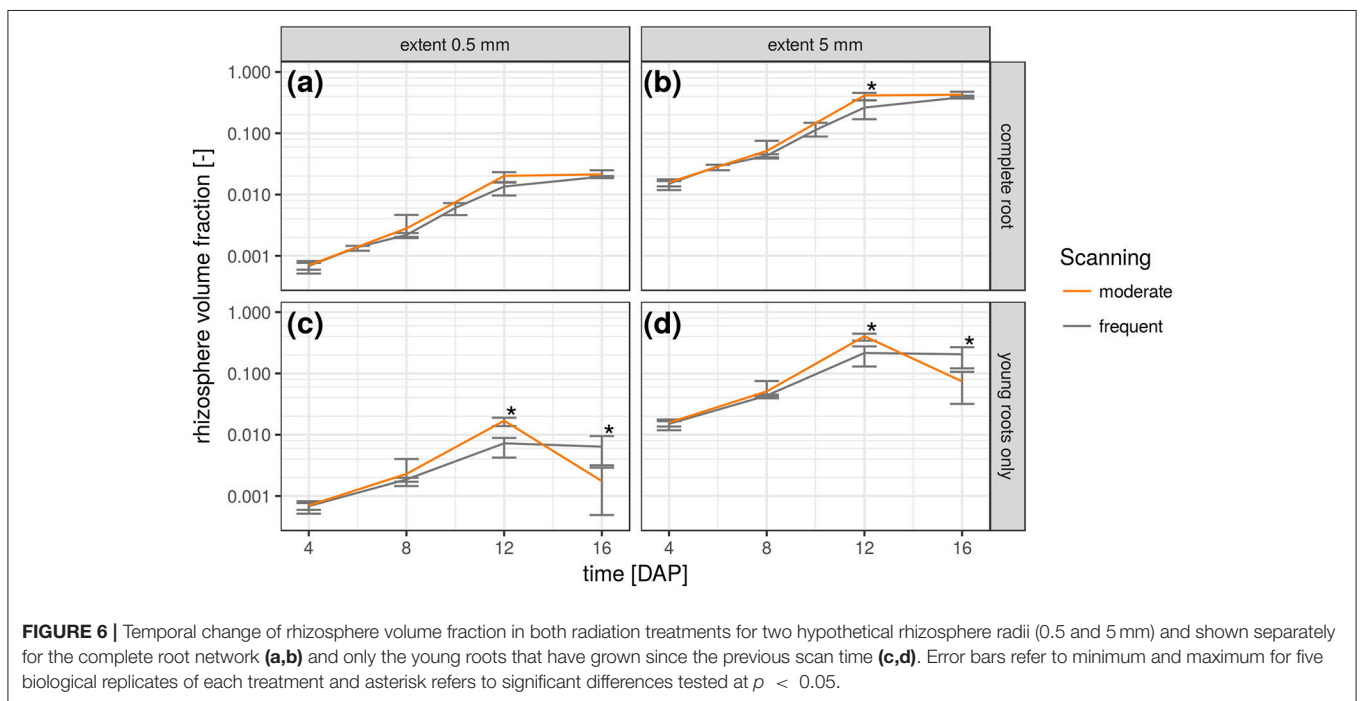 extent 0.5 mm
extent 5 mm
(a)
(b)
*
complete root
1.000
0.100
0.010
0.001
rhizosphere volume fraction [-]
(c)
(d)
*
*
*
*
young roots only
1.000
0.100
0.010
0.001
4
8
12
16
4
8
12
16
time [DAP]
Scanning
moderate
frequent
FIGURE 6 | Temporal change of rhizosphere volume fraction in both radiation treatments for two hypothetical rhizosphere radii (0.5 and 5 mm) and shown separately
for the complete root network (a,b) and only the young roots that have grown since the previous scan time (c,d). Error bars refer to minimum and maximum for five
biological replicates of each treatment and asterisk refers to significant differences tested at p < 0.05.